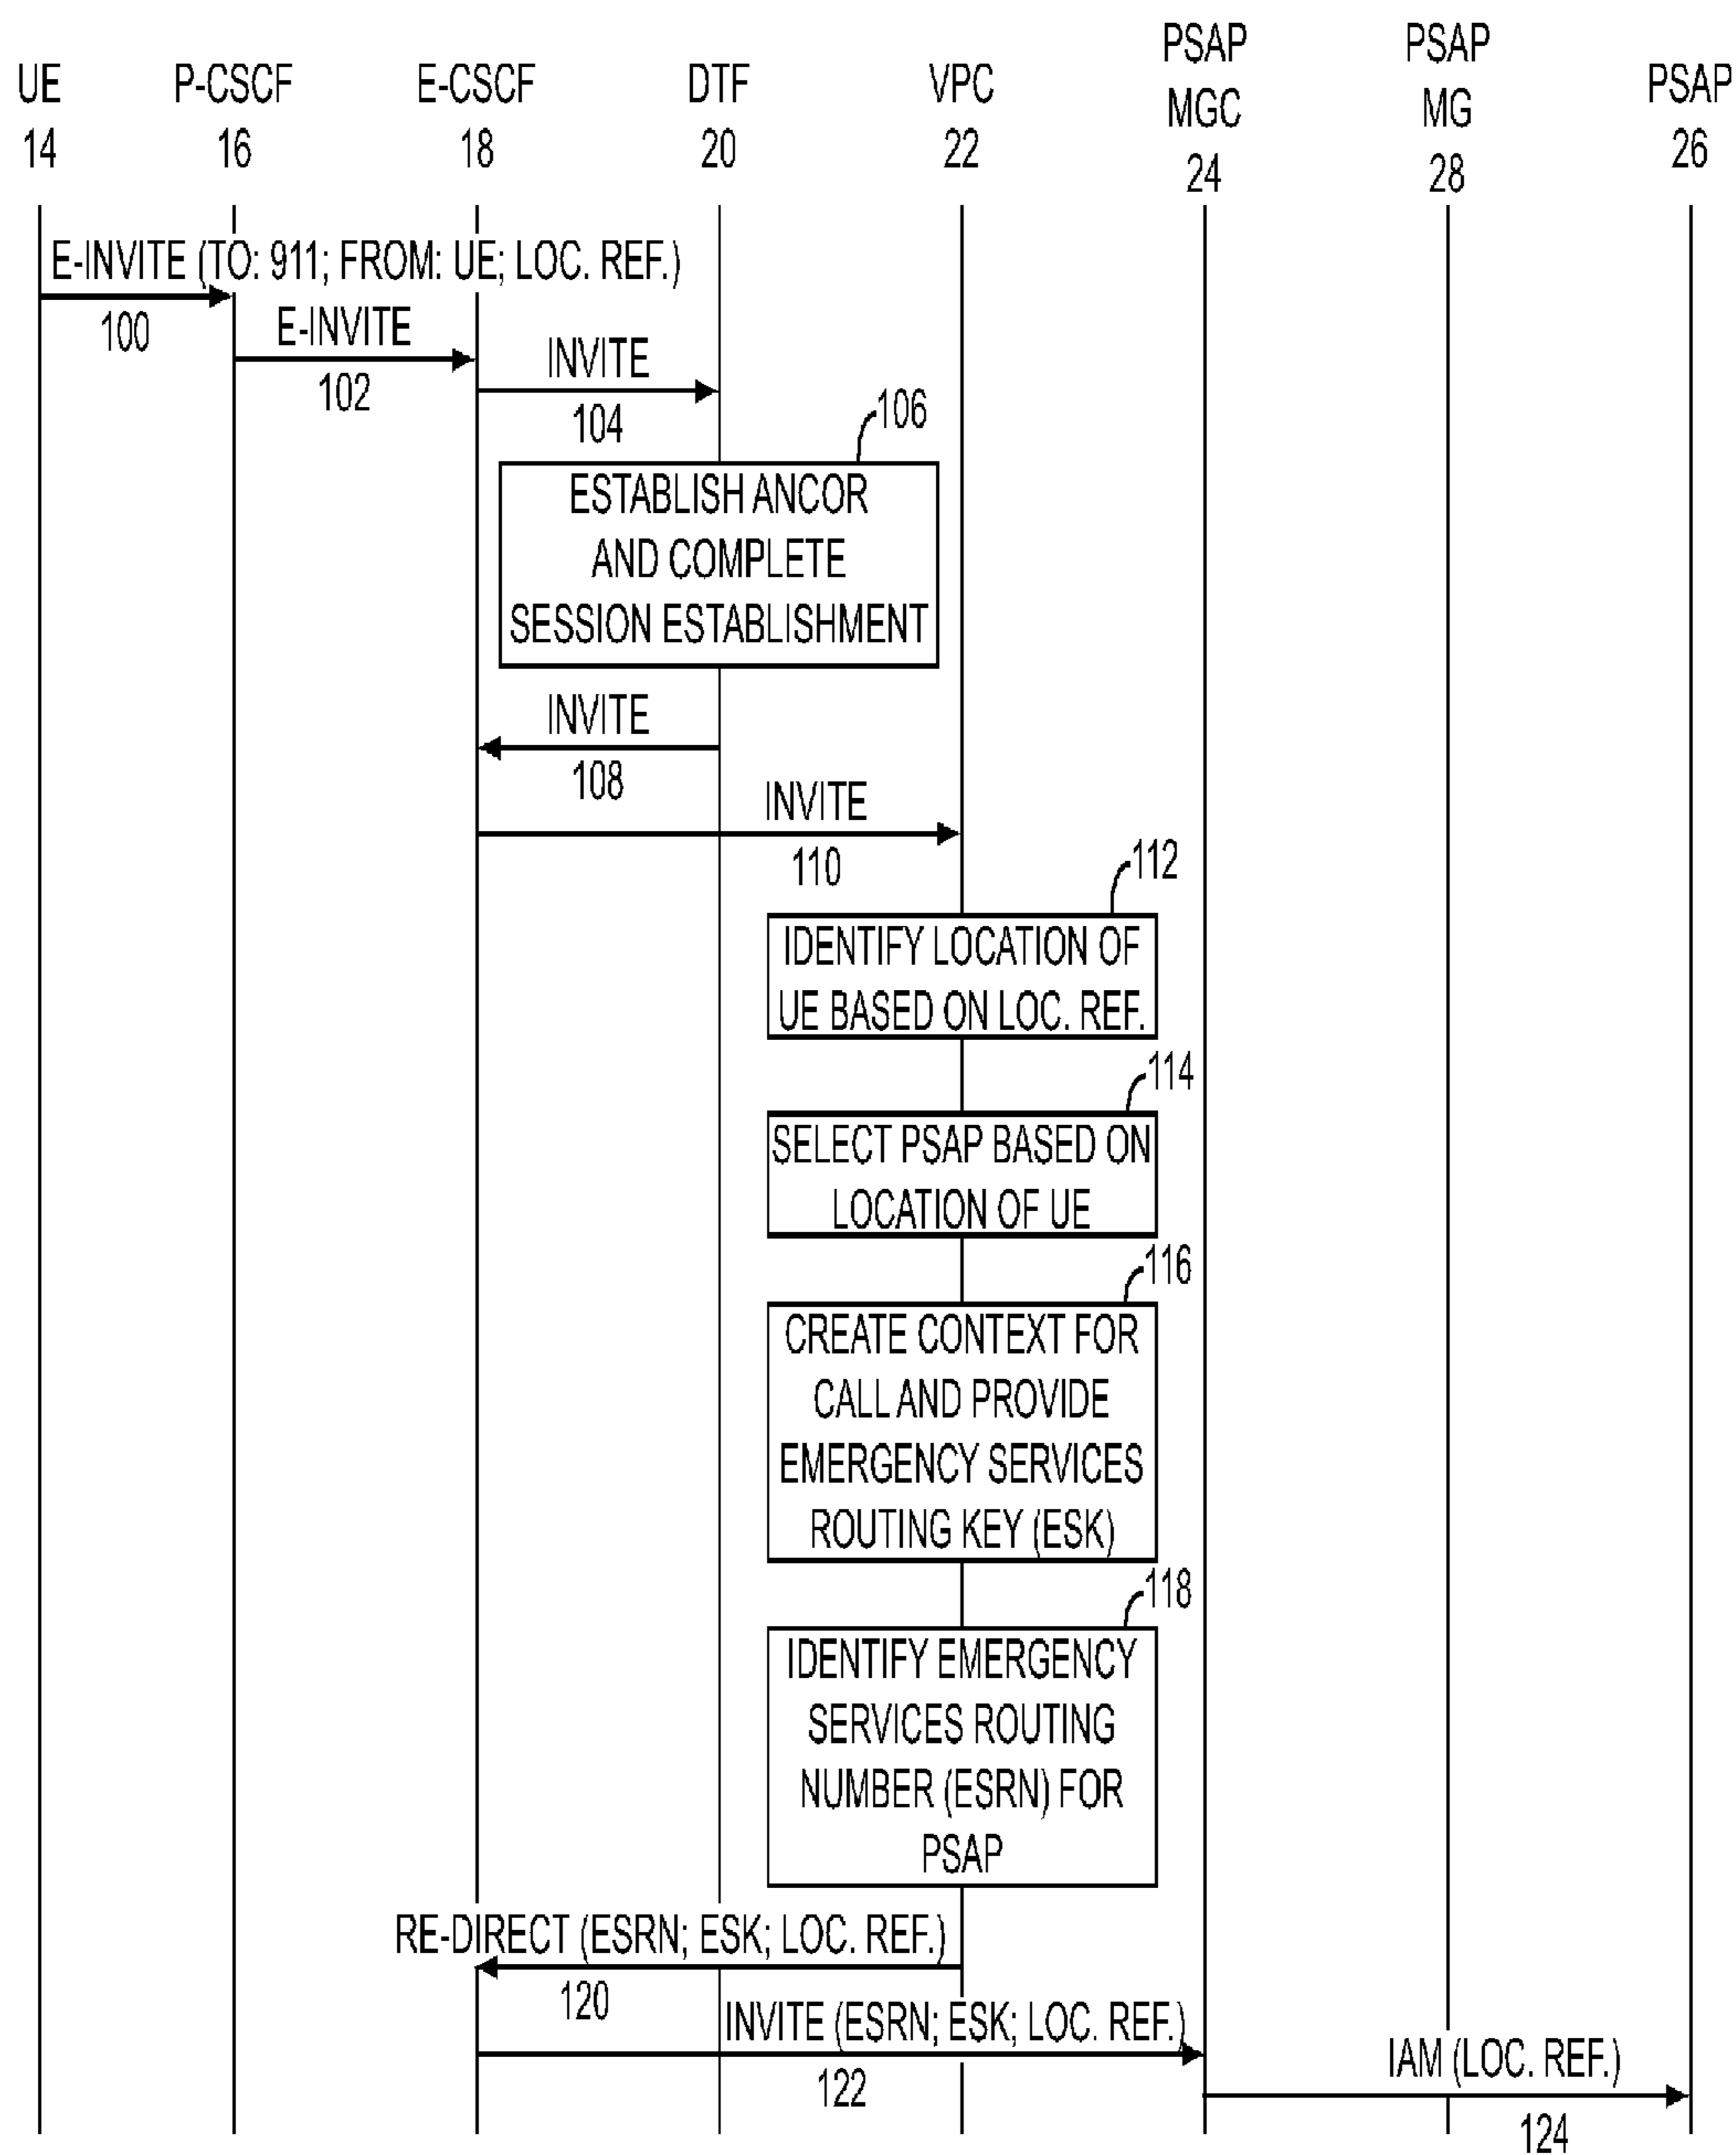 UE
14
P-CSCF
16
E-CSCF
18
DTF
20
VPC
22
PSAP
MGC
24
PSAP
MG
28
PSAP
26
E-INVITE (TO: 911; FROM: UE; LOC. REF.)
100
E-INVITE
102
INVITE
104
106
ESTABLISH ANCOR
AND COMPLETE
SESSION ESTABLISHMENT
INVITE
108
INVITE
110
112
IDENTIFY LOCATION OF
UE BASED ON LOC. REF.
114
SELECT PSAP BASED ON
LOCATION OF UE
116
CREATE CONTEXT FOR
CALL AND PROVIDE
EMERGENCY SERVICES
ROUTING KEY (ESK)
118
IDENTIFY EMERGENCY
SERVICES ROUTING
NUMBER (ESRN) FOR
PSAP
RE-DIRECT (ESRN; ESK; LOC. REF.)
120
INVITE (ESRN; ESK; LOC. REF.)
122
IAM (LOC. REF.)
124